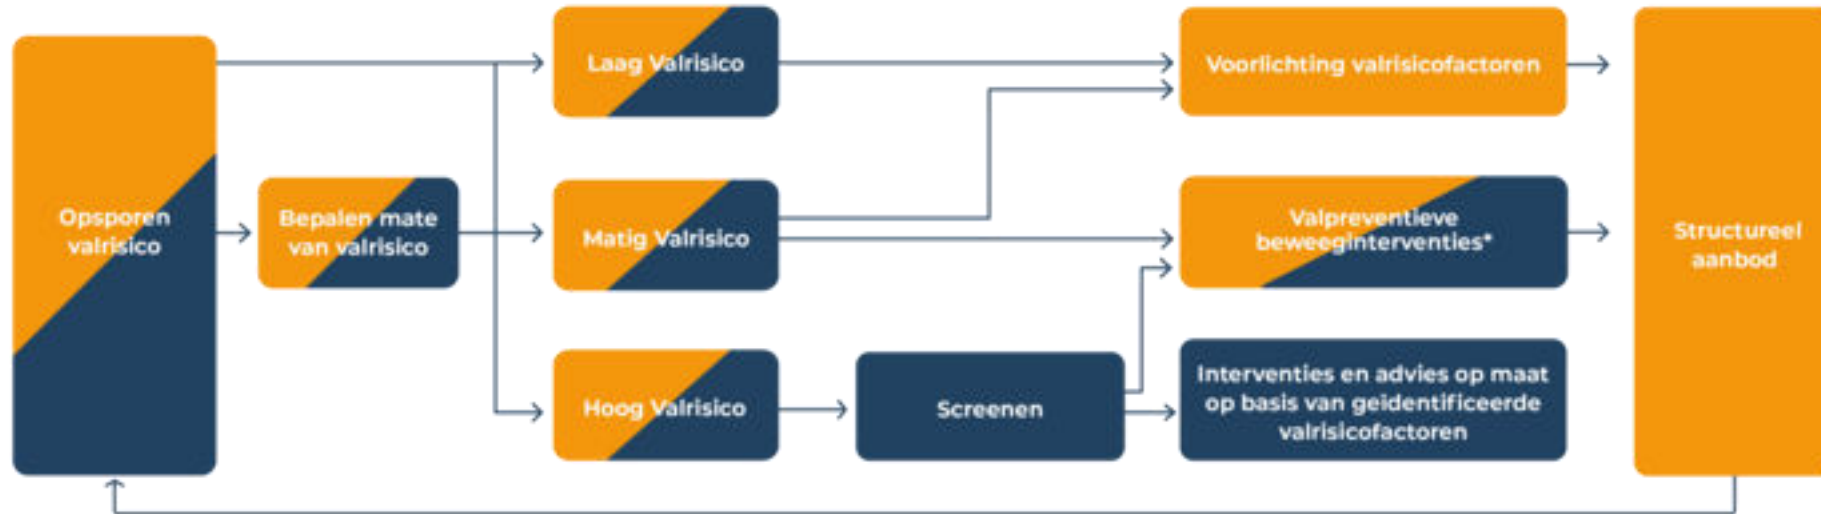 Opsporen
valrisico
Bepalen mate
van valrisico
Laag Valrisico
Matig Valrisico
Hoog Valrisico
Screenen
Voorlichting valrisicofactoren
Valpreventieve
beweeginterventies*
Interventies en advies op maat
op basis van geïdentificeerde
valrisicofactoren
Structureel
aanbod